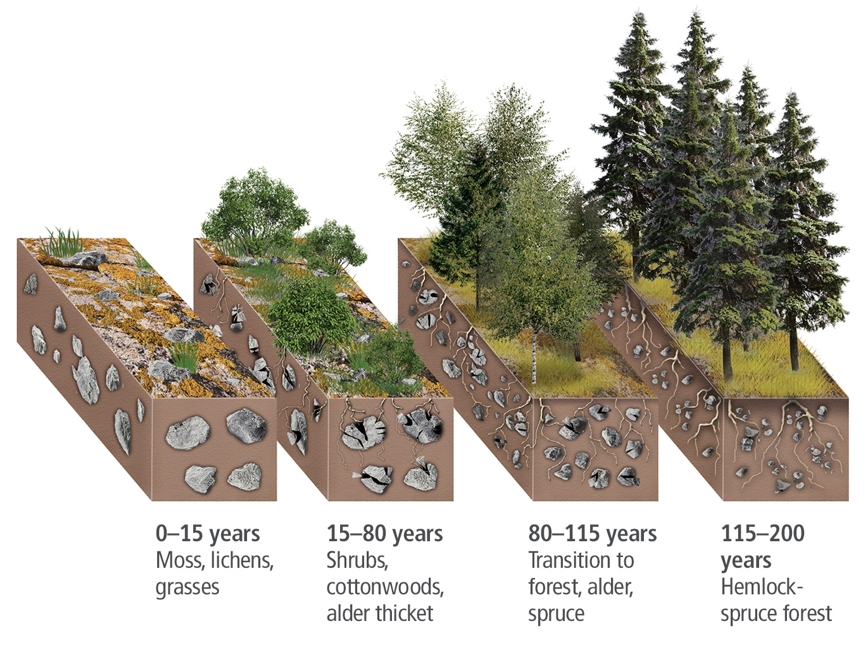 0–15 years
Moss, lichens,
grasses
15–80 years
Shrubs,
cottonwoods,
alder thicket
80–115 years
Transition to
forest, alder,
spruce
115–200
years
Hemlock-
spruce forest